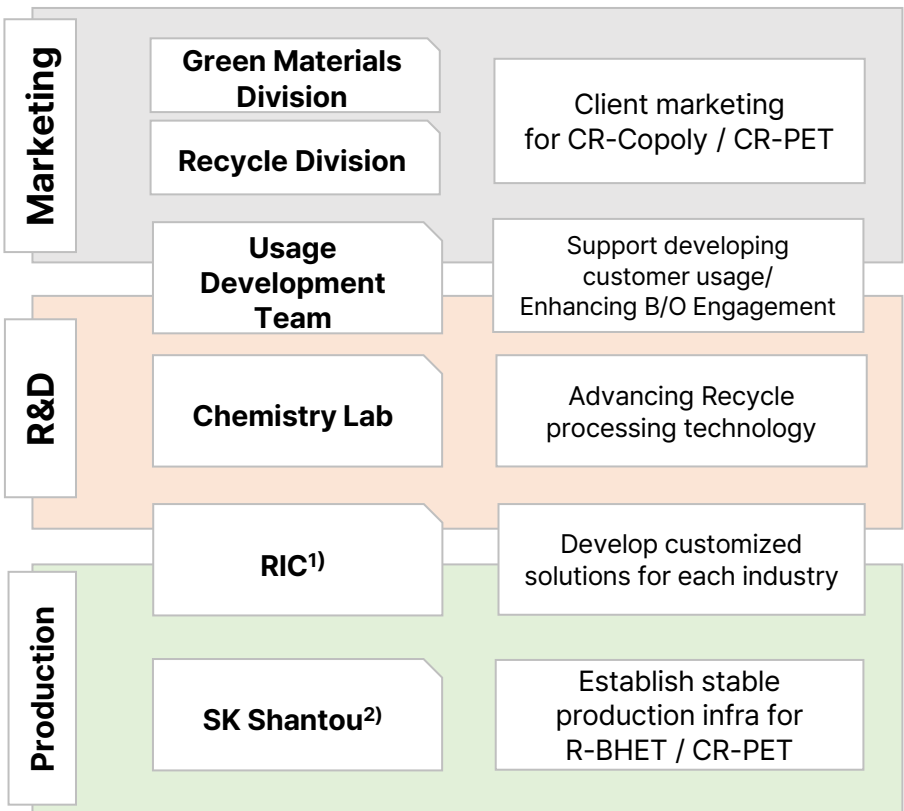 Marketing
Green Materials
Division
Recycle Division
Client marketing
for CR-Copoly / CR-PET
Usage
Development
Team
Support developing
customer usage/
Enhancing B/O Engagement
R&D
Chemistry Lab
Advancing Recycle
processing technology
RIC¹⁾
Develop customized
solutions for each industry
Production
SK Shantou²⁾
Establish stable
production infra for
R-BHET / CR-PET